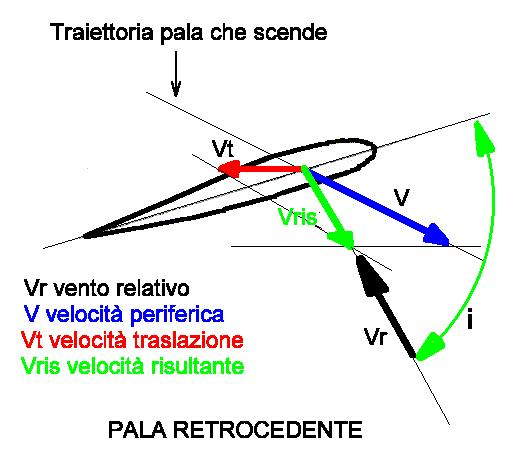 Traiettoria pala che scende
Vt
V
Vris
Vr vento relativo
V velocità periferica
Vt velocità traslazione
Vris velocità risultante
Vr
i
PALA RETROCEDENTE